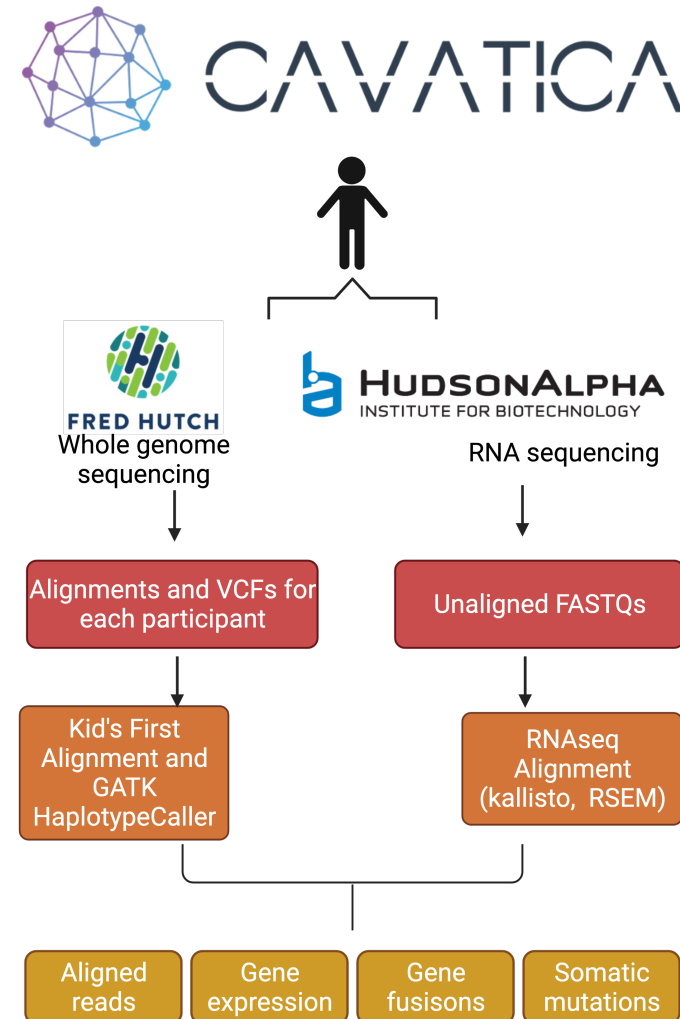 CAVATICA
FRED HUTCH
Whole genome
sequencing
HUDSONALPHA
INSTITUTE FOR BIOTECHNOLOGY
RNA sequencing
Alignments and VCFs for
each participant
Unaligned FASTQs
Kid's First
Alignment and
GATK
HaplotypeCaller
RNAseq
Alignment
(kallisto, RSEM)
Aligned
reads
Gene
expression
Gene
fusisons
Somatic
mutations